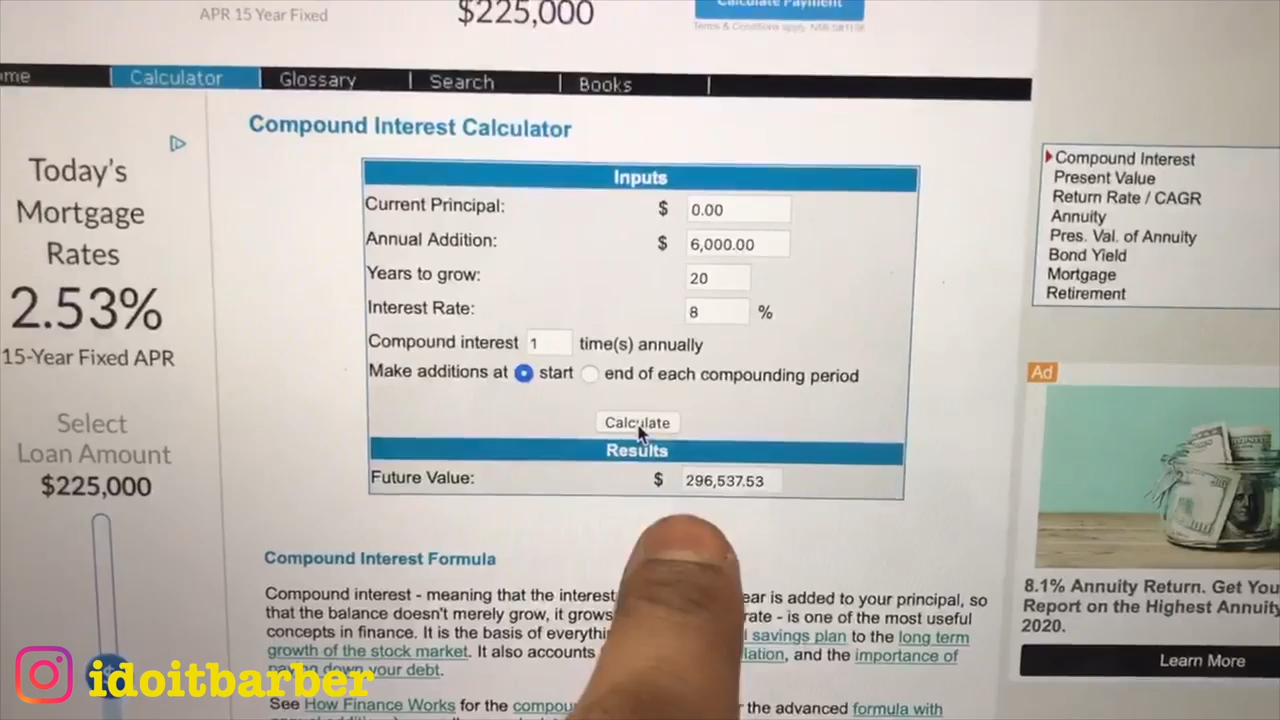 APR 15 Year Fixed
$225,000
Calculate Payment
Terms & Conditions apply.
Calculator
Glossary
Search
Books
Today's
Mortgage
Rates
2.53%
15-Year Fixed APR
Select
Loan Amount
$225,000
Compound Interest Calculator
Inputs
Current Principal: $ 0.00
Annual Addition: $ 6,000.00
Years to grow: 20
Interest Rate: 8 %
Compound interest 1 time(s) annually
Make additions at start end of each compounding period
Calculate
Results
Future Value: $ 296,537.53
Compound Interest Formula
Compound interest - meaning that the interest ear is added to your principal, so
that the balance doesn't merely grow, it grows rate - is one of the most useful
concepts in finance. It is the basis of everythi l savings plan to the long term
growth of the stock market. It also accounts and the importance of
down your debt.
See How Finance Works for the the advanced formula with
Compound Interest
Present Value
Return Rate / CAGR
Annuity
Pres. Val. of Annuity
Bond Yield
Mortgage
Retirement
Ad
8.1% Annuity Return. Get You
Report on the Highest Annuity
2020.
Learn More
idoitbarber